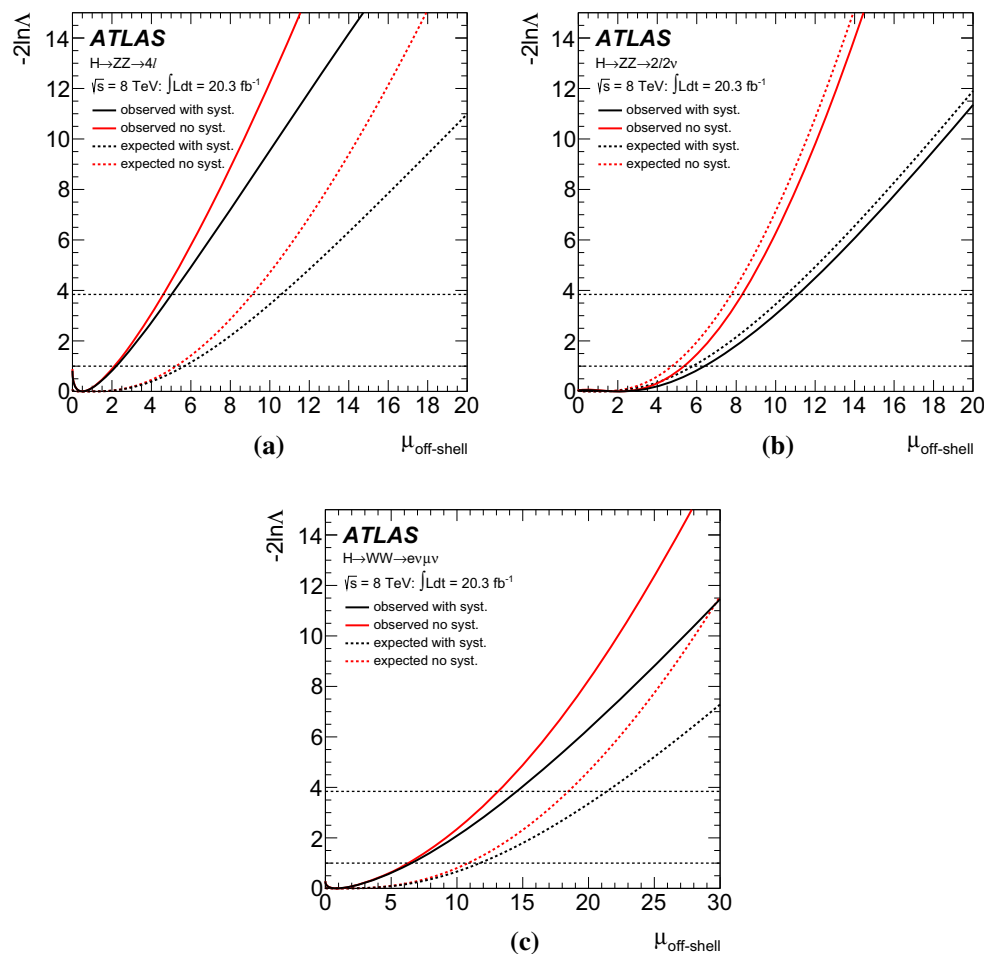 -2lnΛ
14
12
10
8
6
4
2
0
ATLAS
H→ZZ→4l
√s = 8 TeV: ∫Ldt = 20.3 fb⁻¹
observed with syst.
observed no syst.
expected with syst.
expected no syst.
0 2 4 6 8 10 12 14 16 18 20
(a)
μoff-shell
-2lnΛ
14
12
10
8
6
4
2
0
ATLAS
H→ZZ→2l2ν
√s = 8 TeV: ∫Ldt = 20.3 fb⁻¹
observed with syst.
observed no syst.
expected with syst.
expected no syst.
0 2 4 6 8 10 12 14 16 18 20
(b)
μoff-shell
-2lnΛ
14
12
10
8
6
4
2
0
ATLAS
H→WW→eνμν
√s = 8 TeV: ∫Ldt = 20.3 fb⁻¹
observed with syst.
observed no syst.
expected with syst.
expected no syst.
0 5 10 15 20 25 30
(c)
μoff-shell